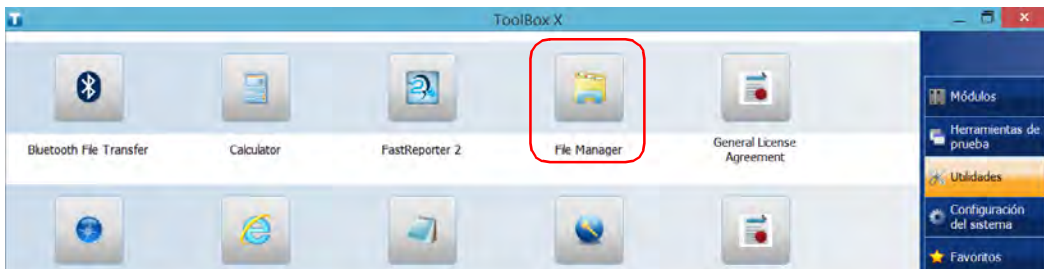 ToolBox X
Bluetooth File Transfer
Calculator
FastReporter 2
File Manager
General License
Agreement
Módulos
Herramientas de
prueba
Utilidades
Configuración
del sistema
Favoritos